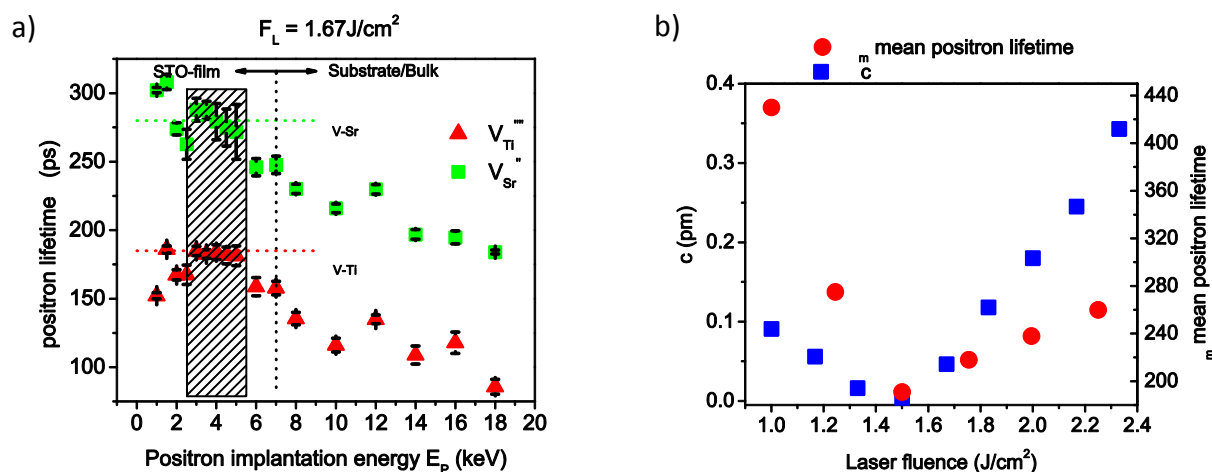 a)
F_L = 1.67J/cm²
STO-film
Substrate/Bulk
positron lifetime (ps)
300
250
200
150
100
V-Sr
V-TI
V_TI''''
V_Sr''
0 2 4 6 8 10 12 14 16 18 20
Positron implantation energy E_P (keV)
b)
m mean positron lifetime
c
c (pm)
0.4
0.3
0.2
0.1
0.0
1.0 1.2 1.4 1.6 1.8 2.0 2.2 2.4
Laser fluence (J/cm²)
440
400
360
320
280
240
200
m mean positron lifetime